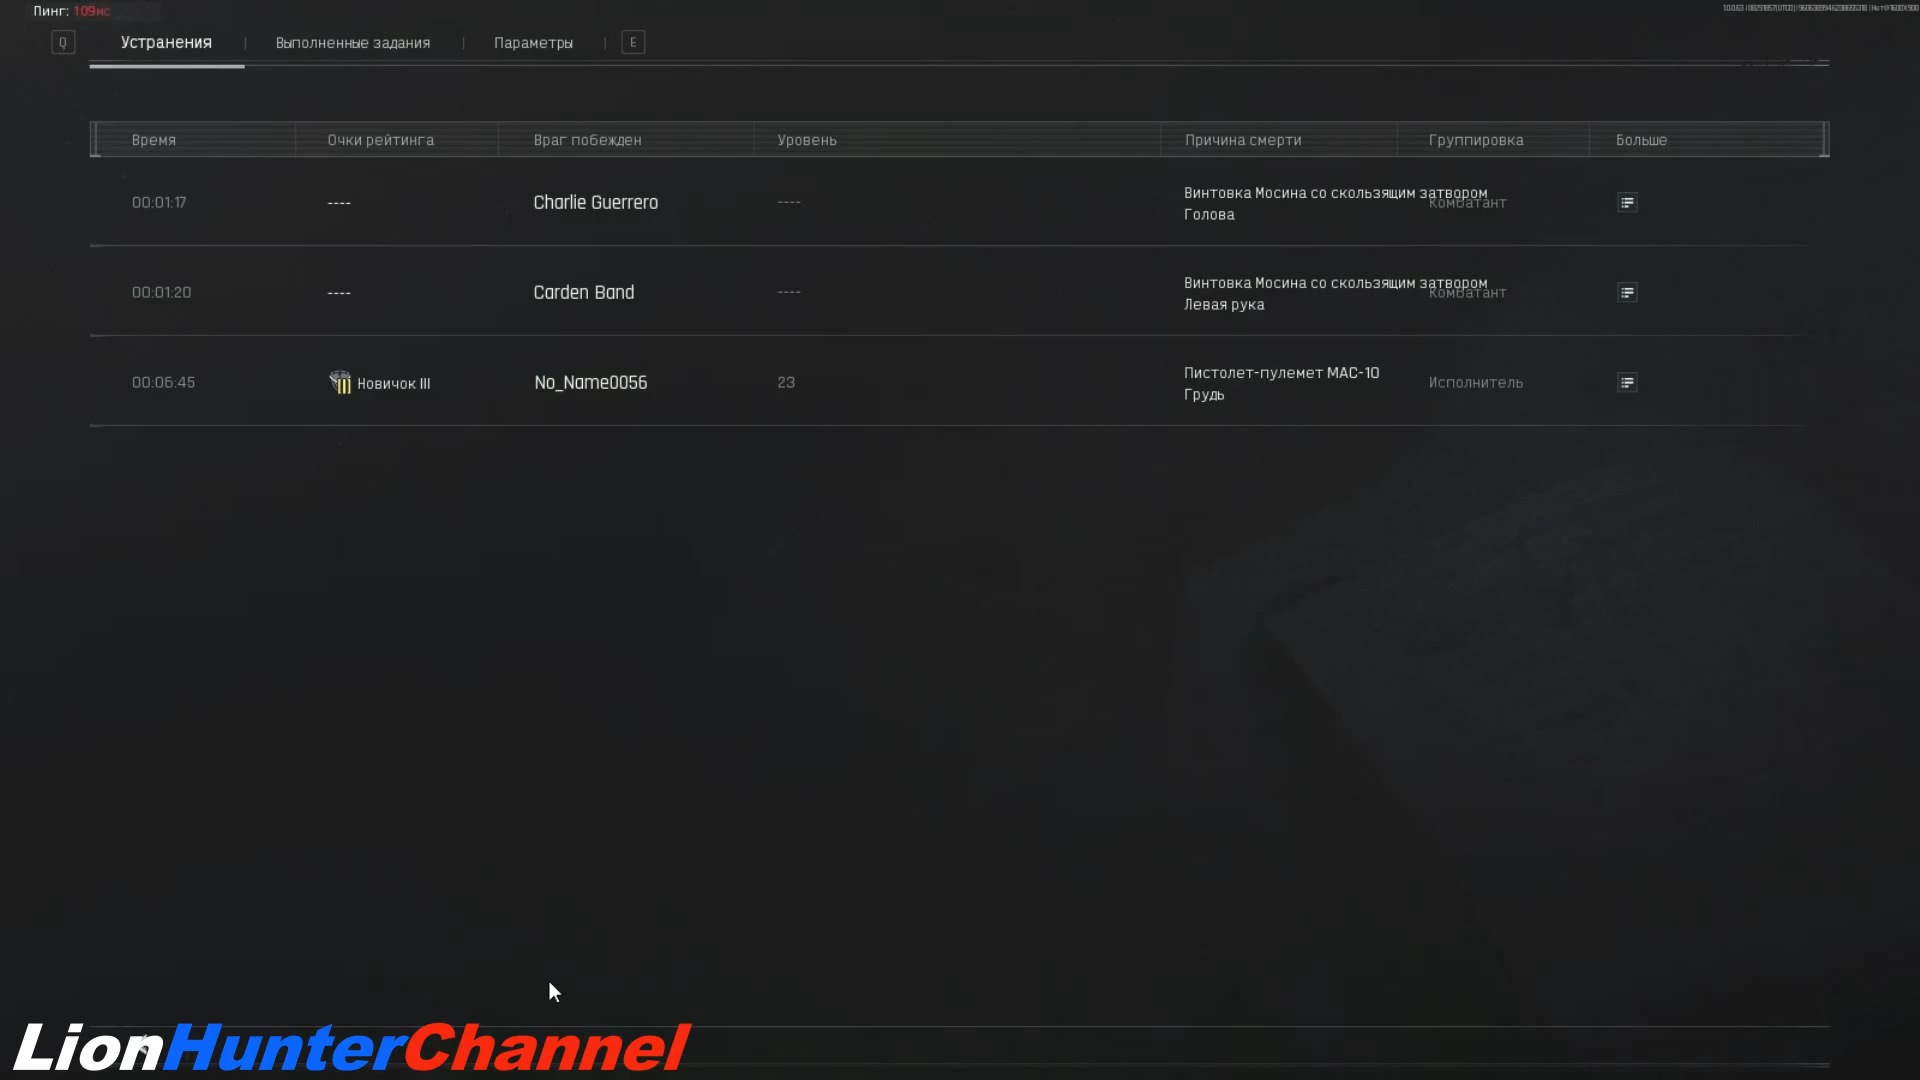 Пинг: 109мс
Q
Устранения
Выполненные задания
Параметры
E
Время
Очки рейтинга
Враг побежден
Уровень
Причина смерти
Группировка
Больше
00:01:17
----
Charlie Guerrero
----
Винтовка Мосина со скользящим затвором
Голова
Комбатант
00:01:20
----
Carden Band
----
Винтовка Мосина со скользящим затвором
Левая рука
Комбатант
00:06:45
Новичок III
No_Name0056
23
Пистолет-пулемет MAC-10
Грудь
Исполнитель
LionHunterChannel